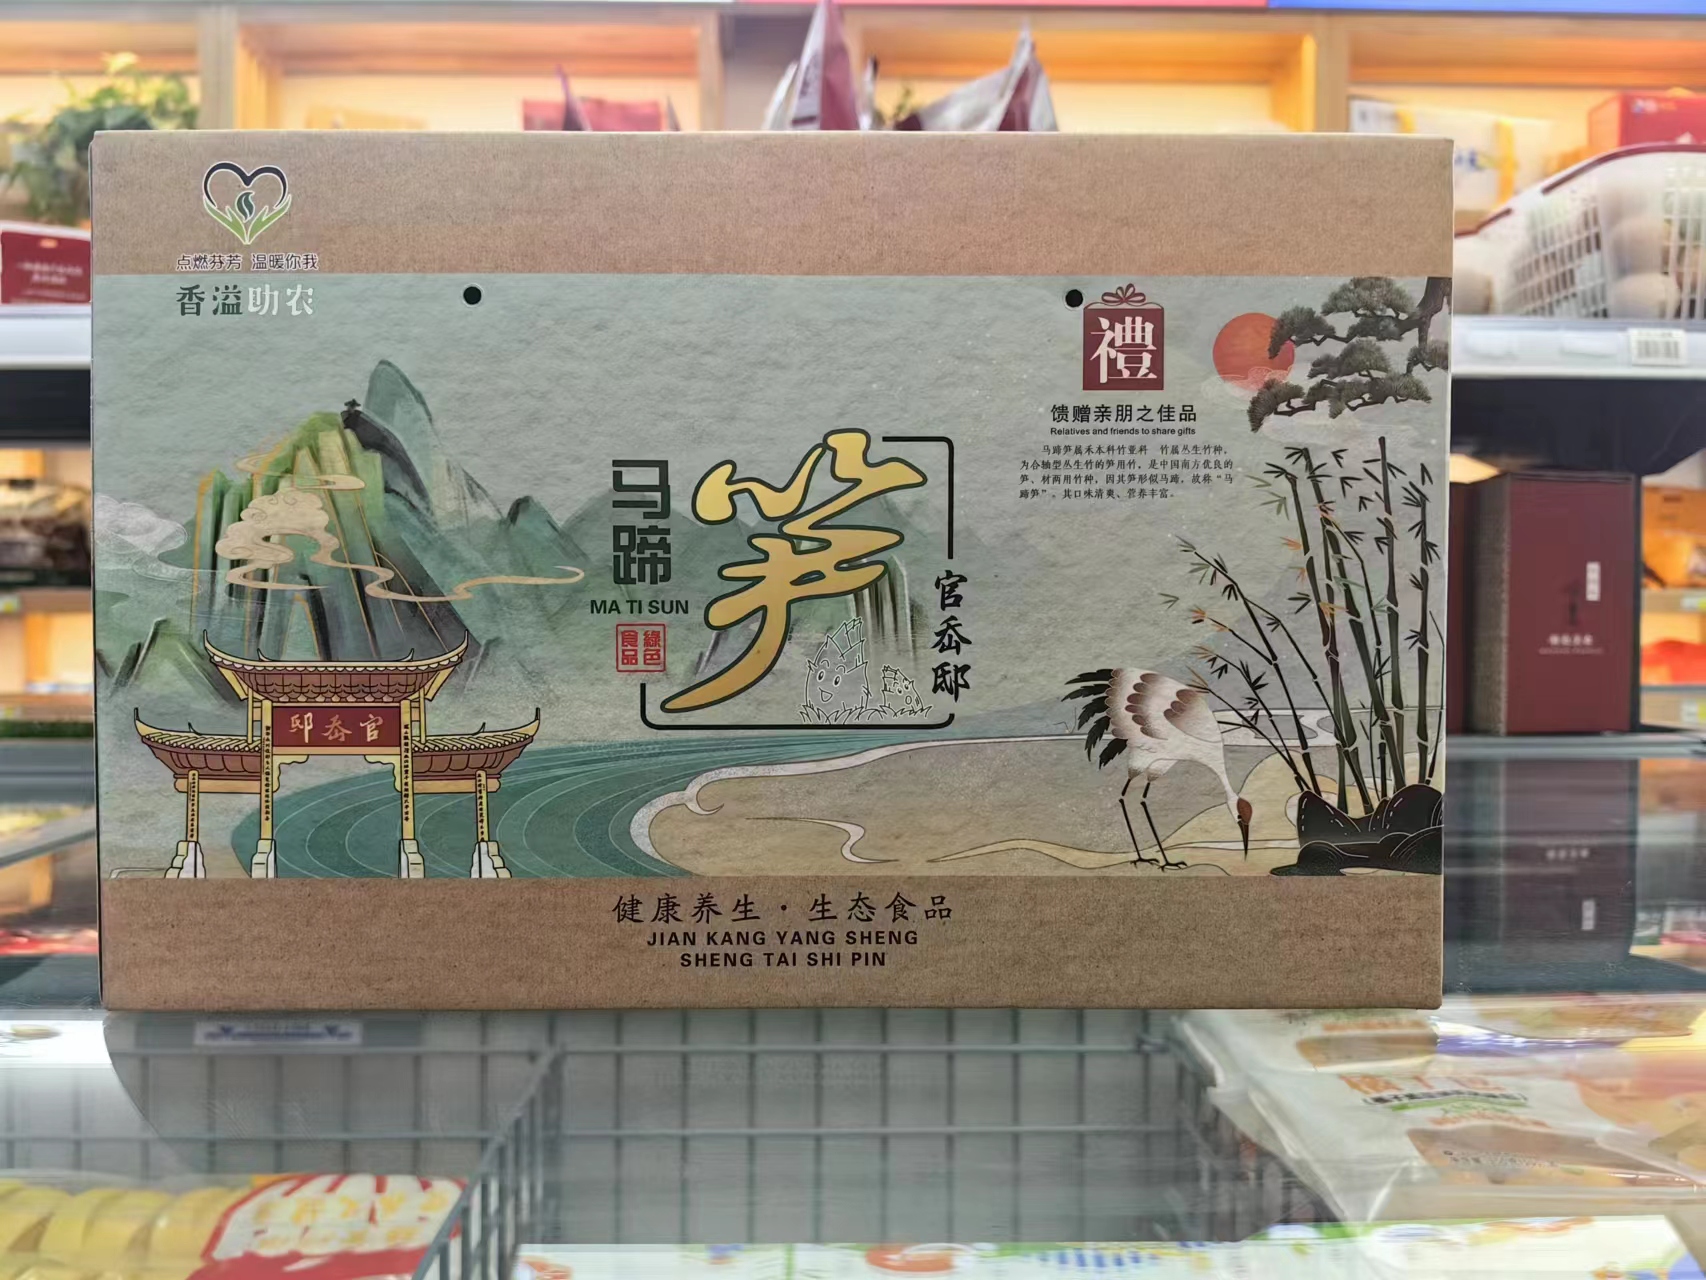 点燃芬芳 温暖你我
香溢助农
禮
馈赠亲朋之佳品
Relatives and friends to share gifts
马蹄笋属禾本科竹亚科 竹属丛生竹种,
为合轴型丛生竹的笋用竹,是中国南方优良的
笋、材两用竹种,因其笋形似马蹄,故称“马
蹄笋”。其口味清爽、营养丰富。
马蹄
笋
MA TI SUN
綠色
食品
官岙邸
邸岙官
健康养生·生态食品
JIAN KANG YANG SHENG
SHENG TAI SHI PIN